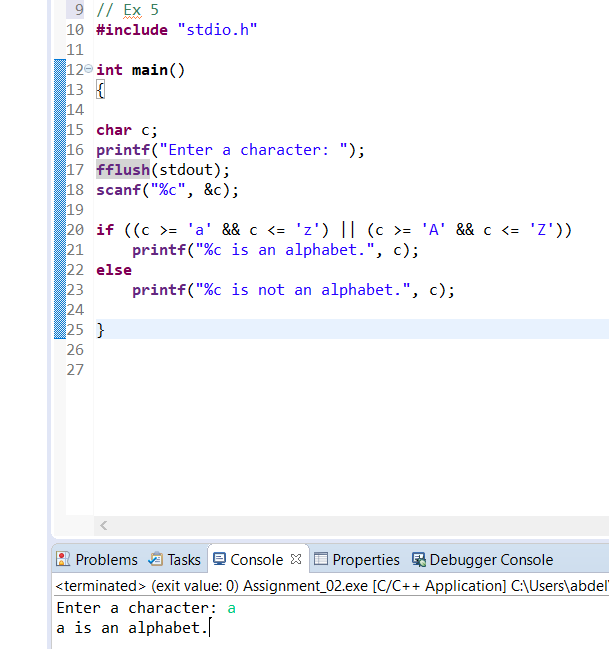 9 // Ex 5
10 #include "stdio.h"
11
12 int main()
13 {
14
15 char c;
16 printf("Enter a character: ");
17 fflush(stdout);
18 scanf("%c", &c);
19
20 if ((c >= 'a' && c <= 'z') || (c >= 'A' && c <= 'Z'))
21     printf("%c is an alphabet.", c);
22 else
23     printf("%c is not an alphabet.", c);
24
25 }
26
27
Problems Tasks Console Properties Debugger Console
<terminated> (exit value: 0) Assignment_02.exe [C/C++ Application] C:\Users\abdel
Enter a character: a
a is an alphabet.